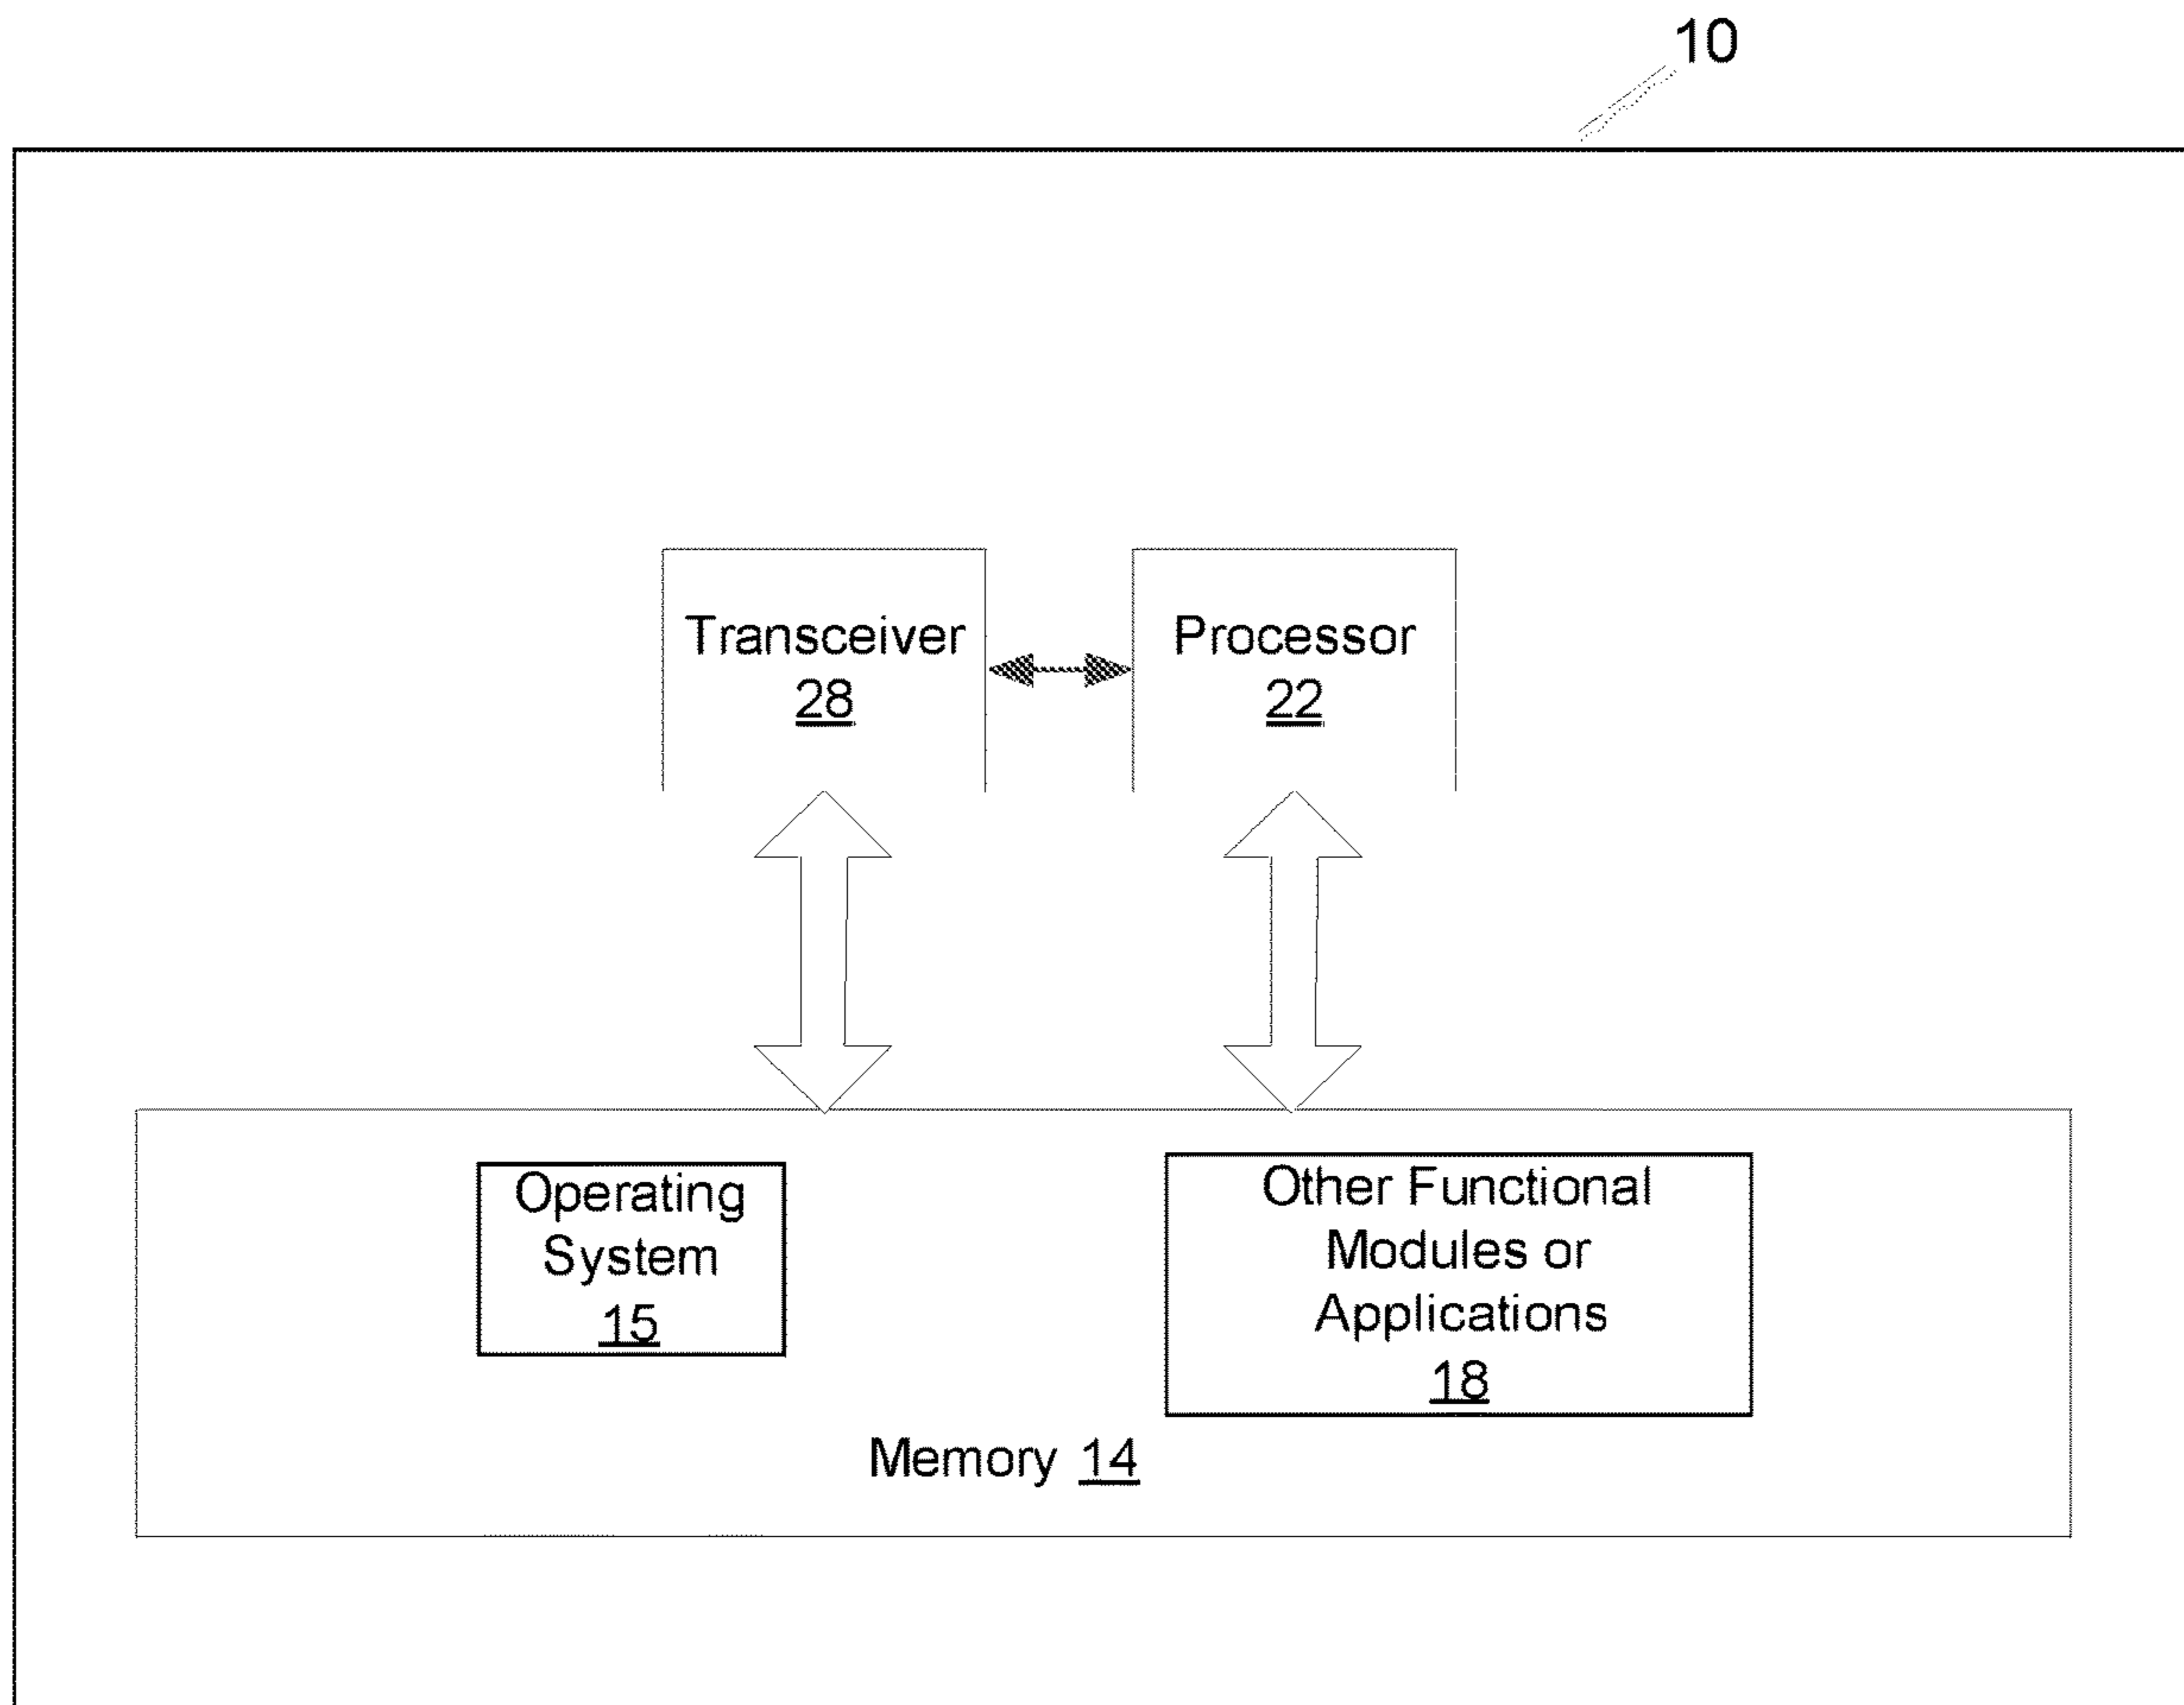 10
Transceiver
28
Processor
22
Operating
System
15
Other Functional
Modules or
Applications
18
Memory 14